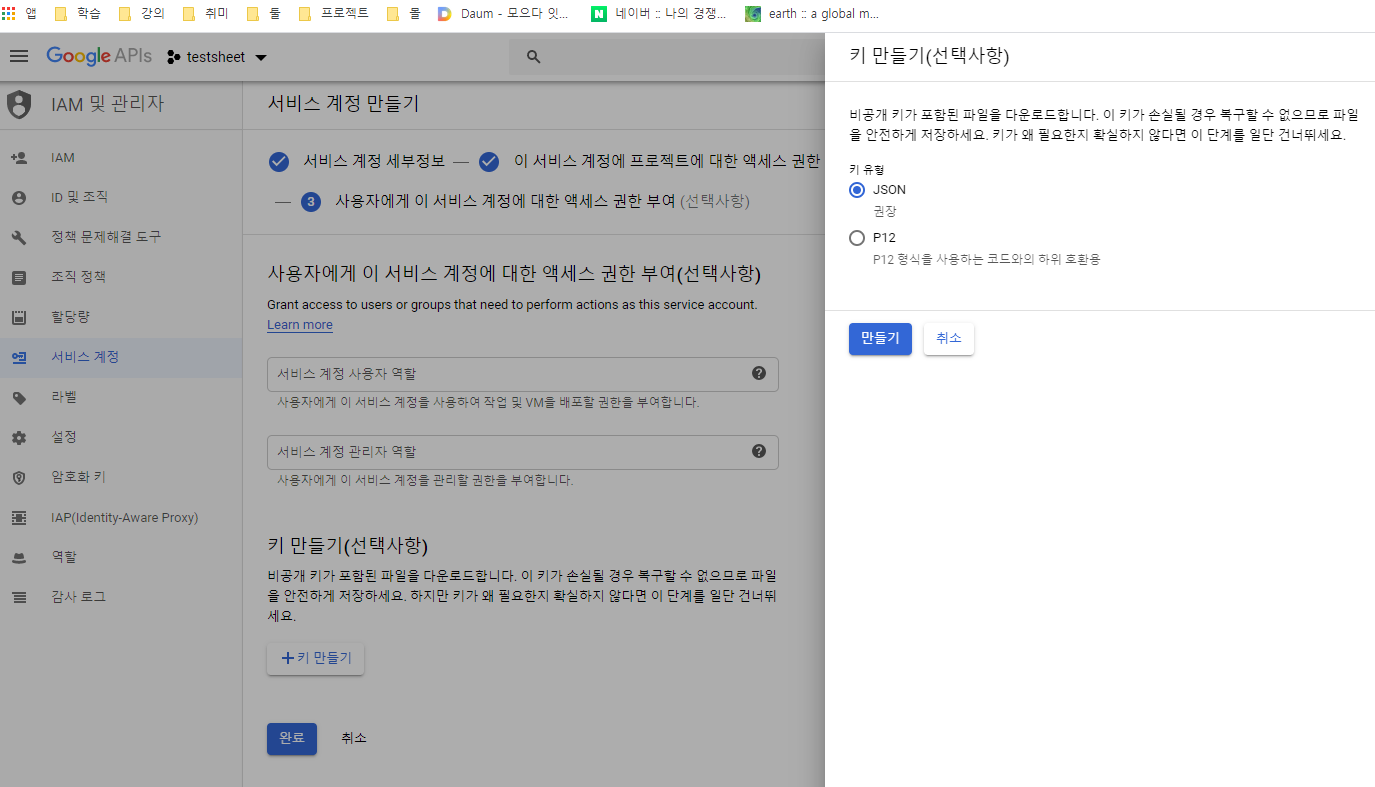 앱 학습 강의 취미 툴 프로젝트 몰 Daum - 모으다 잇... 네이버 :: 나의 경쟁... earth :: a global m...
Google APIs testsheet
IAM 및 관리자
IAM
ID 및 조직
정책 문제해결 도구
조직 정책
할당량
서비스 계정
라벨
설정
암호화 키
IAP(Identity-Aware Proxy)
역할
감사 로그
서비스 계정 만들기
서비스 계정 세부정보 — 이 서비스 계정에 프로젝트에 대한 액세스 권한
— 3 사용자에게 이 서비스 계정에 대한 액세스 권한 부여 (선택사항)
사용자에게 이 서비스 계정에 대한 액세스 권한 부여(선택사항)
Grant access to users or groups that need to perform actions as this service account.
Learn more
서비스 계정 사용자 역할
사용자에게 이 서비스 계정을 사용하여 작업 및 VM을 배포할 권한을 부여합니다.
서비스 계정 관리자 역할
사용자에게 이 서비스 계정을 관리할 권한을 부여합니다.
키 만들기(선택사항)
비공개 키가 포함된 파일을 다운로드합니다. 이 키가 손실될 경우 복구할 수 없으므로 파일
을 안전하게 저장하세요. 하지만 키가 왜 필요한지 확실하지 않다면 이 단계를 일단 건너뛰
세요.
+키 만들기
완료 취소
키 만들기(선택사항)
비공개 키가 포함된 파일을 다운로드합니다. 이 키가 손실될 경우 복구할 수 없으므로 파일
을 안전하게 저장하세요. 키가 왜 필요한지 확실하지 않다면 이 단계를 일단 건너뛰세요.
키 유형
JSON
권장
P12
P12 형식을 사용하는 코드와의 하위 호환용
만들기 취소